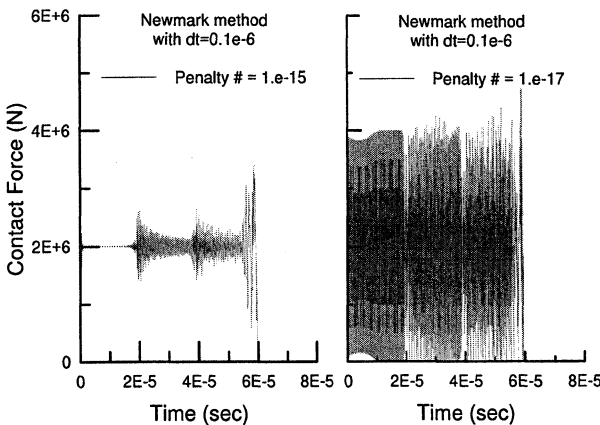 Newmark method
with dt=0.1e-6
Penalty # = 1.e-15
Newmark method
with dt=0.1e-6
Penalty # = 1.e-17
6E+6
4E+6
2E+6
0
Contact Force (N)
0 2E-5 4E-5 6E-5 8E-5
0 2E-5 4E-5 6E-5 8E-5
Time (sec)
Time (sec)